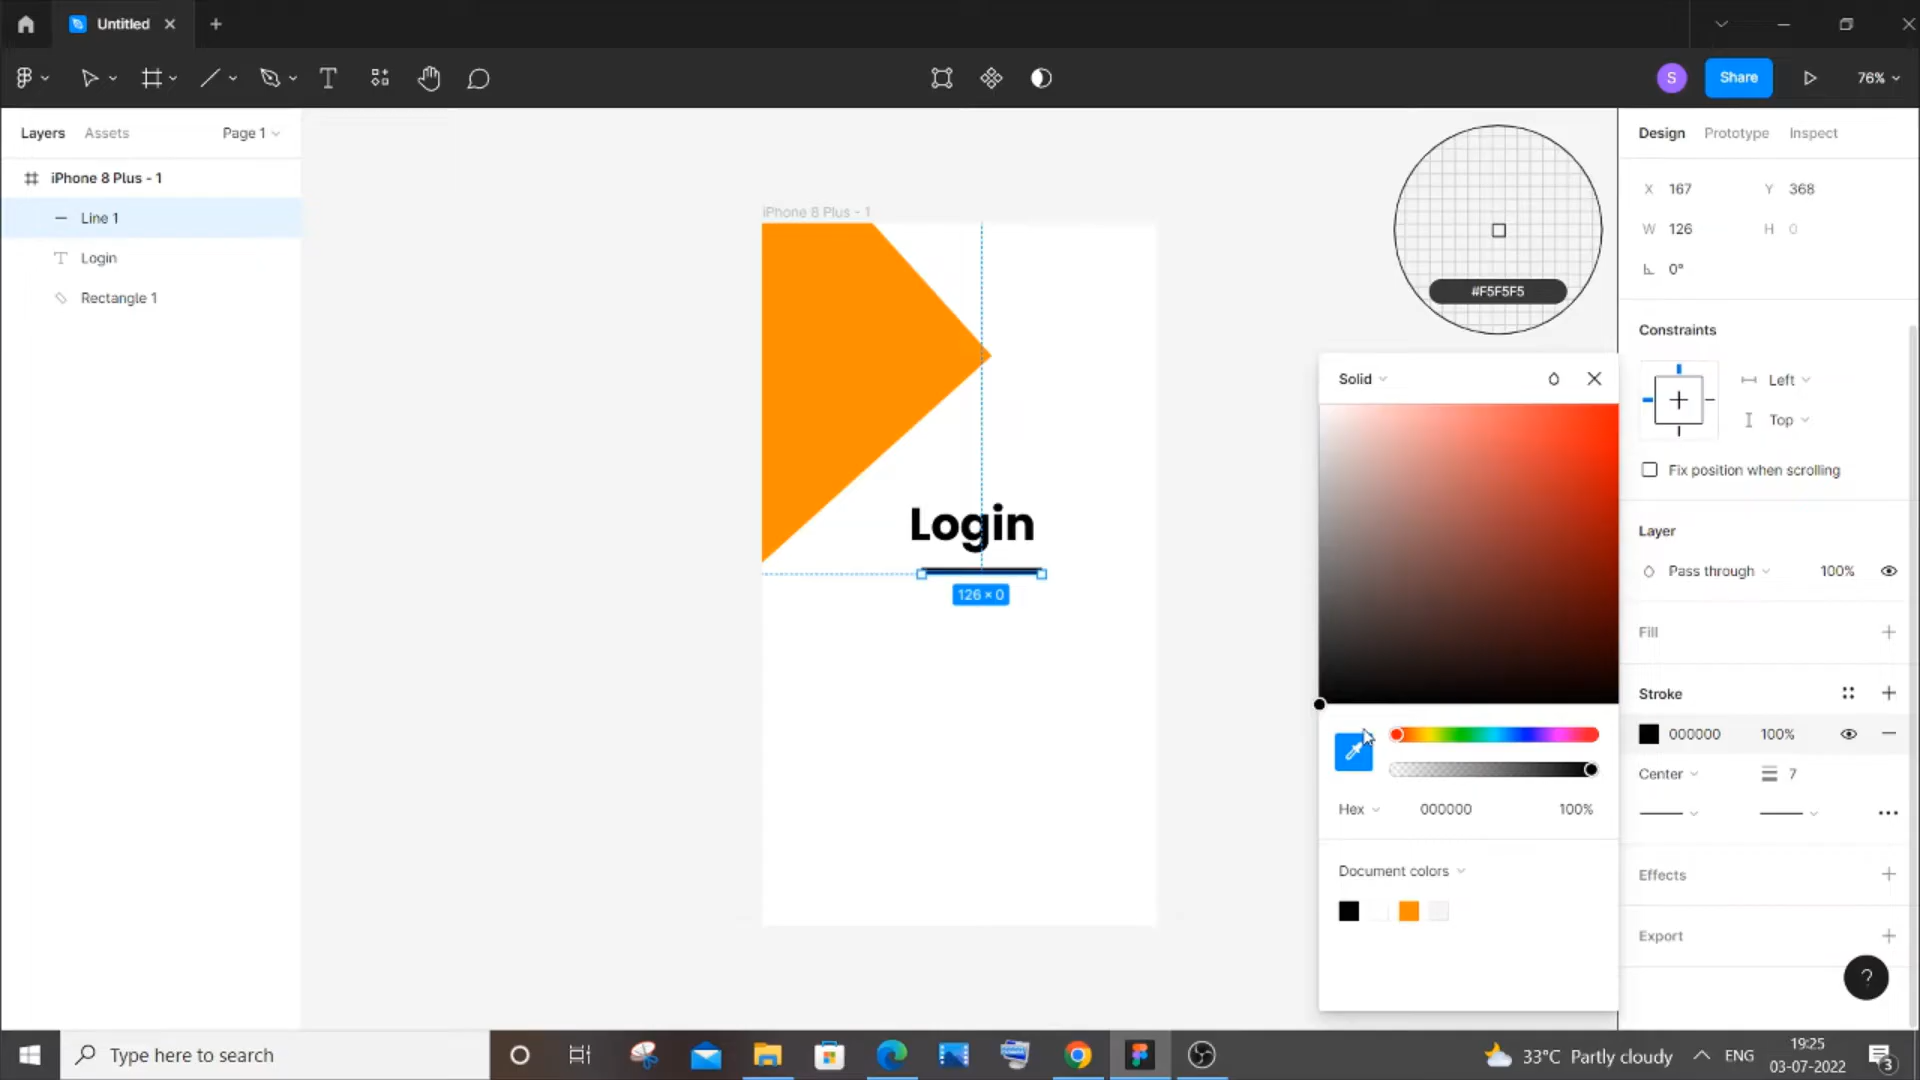 Untitled
S
Share
76%
Layers
Assets
Page 1
iPhone 8 Plus - 1
Line 1
Login
Rectangle 1
iPhone 8 Plus - 1
Login
126 × 0
#F5F5F5
Solid
Hex
000000
100%
Document colors
Design
Prototype
Inspect
X 167
Y 368
W 126
H 0
0°
Constraints
Left
Top
Fix position when scrolling
Layer
Pass through
100%
Fill
Stroke
000000
100%
Center
7
Effects
Export
?
Type here to search
33°C Partly cloudy
ENG
19:25
03-07-2022
3